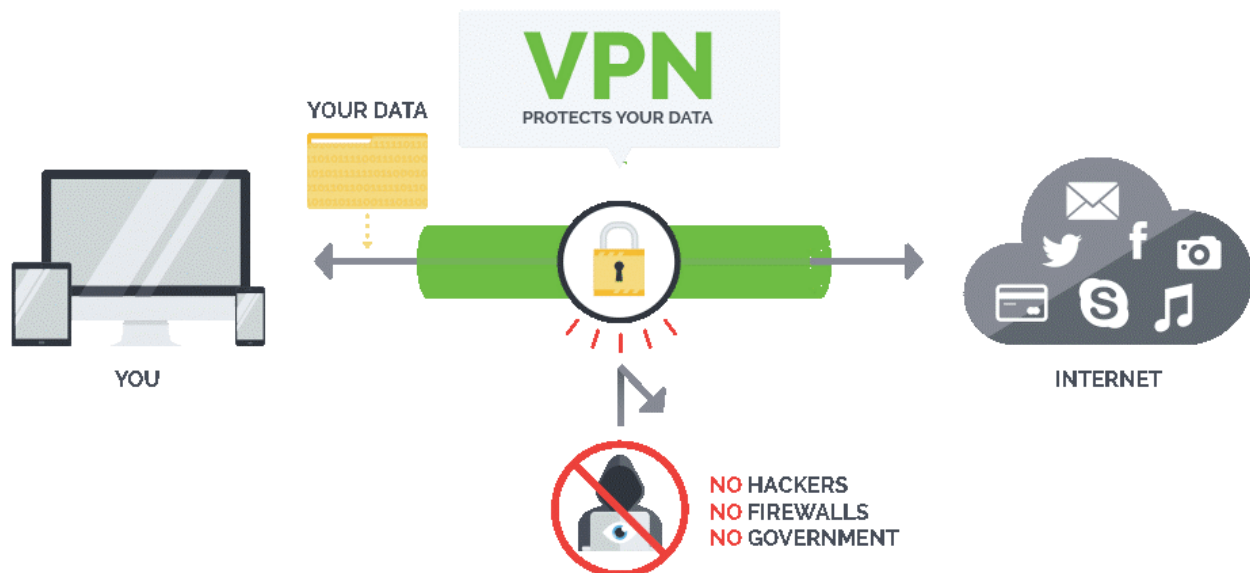 VPN
PROTECTS YOUR DATA
YOUR DATA
YOU
INTERNET
NO HACKERS
NO FIREWALLS
NO GOVERNMENT